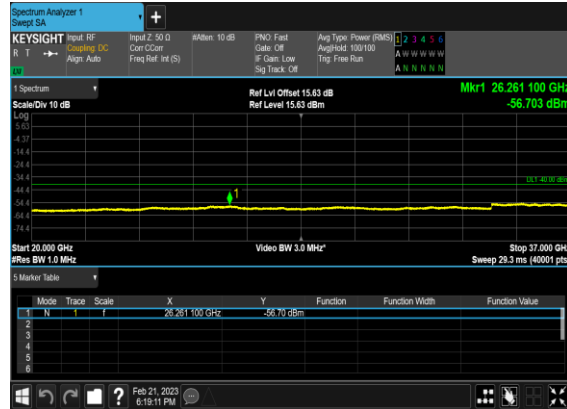 Spectrum Analyzer 1
Swept SA
+
KEYSIGHT Input: RF Input Z: 50 Ω #Atten: 10 dB PNO: Fast Avg Type: Power (RMS) 1 2 3 4 5 6
R T Coupling: DC Corr CCorr Gate: Off Avg|Hold: 100/100 A W W W W W
Align: Auto Freq Ref: Int (S) IF Gain: Low Trig: Free Run
Sig Track: Off A N N N N N
1 Spectrum Ref Lvl Offset 15.63 dB Mkr1 26.261 100 GHz
Scale/Div 10 dB Ref Level 15.63 dBm -56.703 dBm
Log
5.63
-4.37
-14.4
-24.4
-34.4
DL1 -40.00 dBm
-44.4
1
-54.4
-64.4
-74.4
Start 20.000 GHz Video BW 3.0 MHz* Stop 37.000 GHz
#Res BW 1.0 MHz Sweep 29.3 ms (40001 pts)
5 Marker Table
Mode Trace Scale X Y Function Function Width Function Value
1 N 1 f 26.261 100 GHz -56.70 dBm
2
3
4
5
6
? Feb 21, 2023
6:19:11 PM